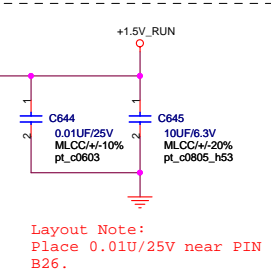 +1.5V_RUN
1
1
C644
C645
0.01UF/25V
10UF/6.3V
2
2
MLCC/+/-10%
MLCC/+/-20%
pt_c0603
pt_c0805_h53
Layout Note:
Place 0.01U/25V near PIN
B26.